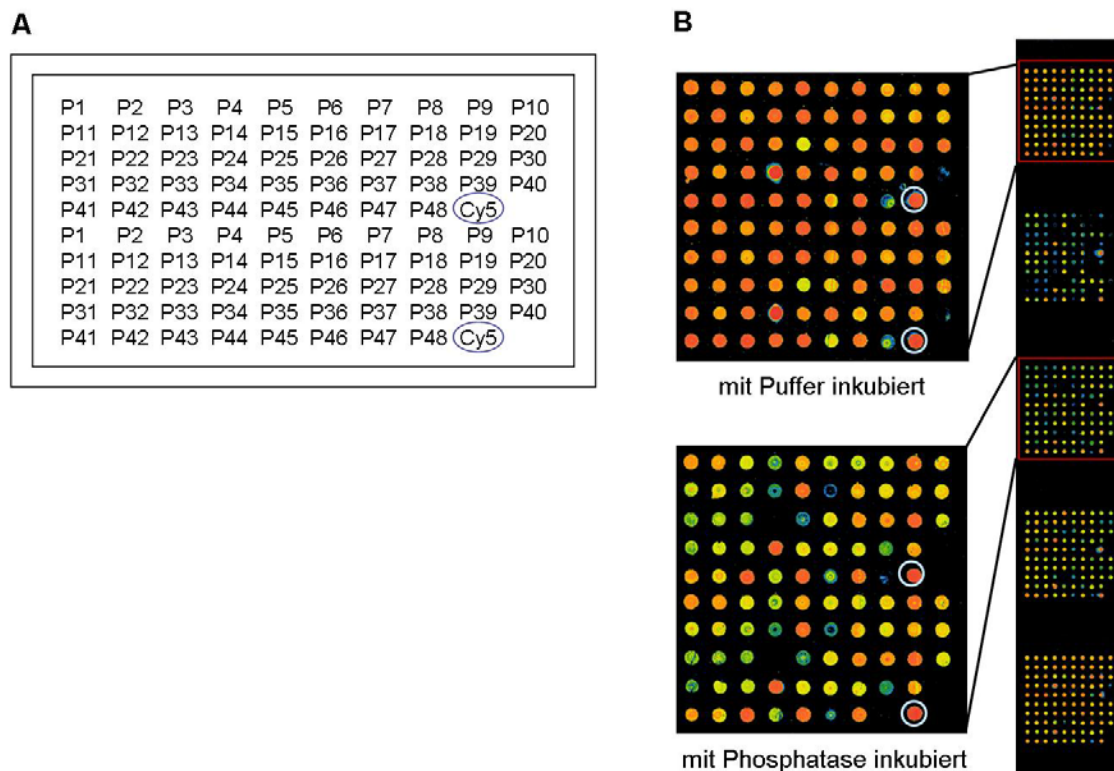 A
P1 P2 P3 P4 P5 P6 P7 P8 P9 P10
P11 P12 P13 P14 P15 P16 P17 P18 P19 P20
P21 P22 P23 P24 P25 P26 P27 P28 P29 P30
P31 P32 P33 P34 P35 P36 P37 P38 P39 P40
P41 P42 P43 P44 P45 P46 P47 P48 Cy5
P1 P2 P3 P4 P5 P6 P7 P8 P9 P10
P11 P12 P13 P14 P15 P16 P17 P18 P19 P20
P21 P22 P23 P24 P25 P26 P27 P28 P29 P30
P31 P32 P33 P34 P35 P36 P37 P38 P39 P40
P41 P42 P43 P44 P45 P46 P47 P48 Cy5
B
mit Puffer inkubiert
mit Phosphatase inkubiert